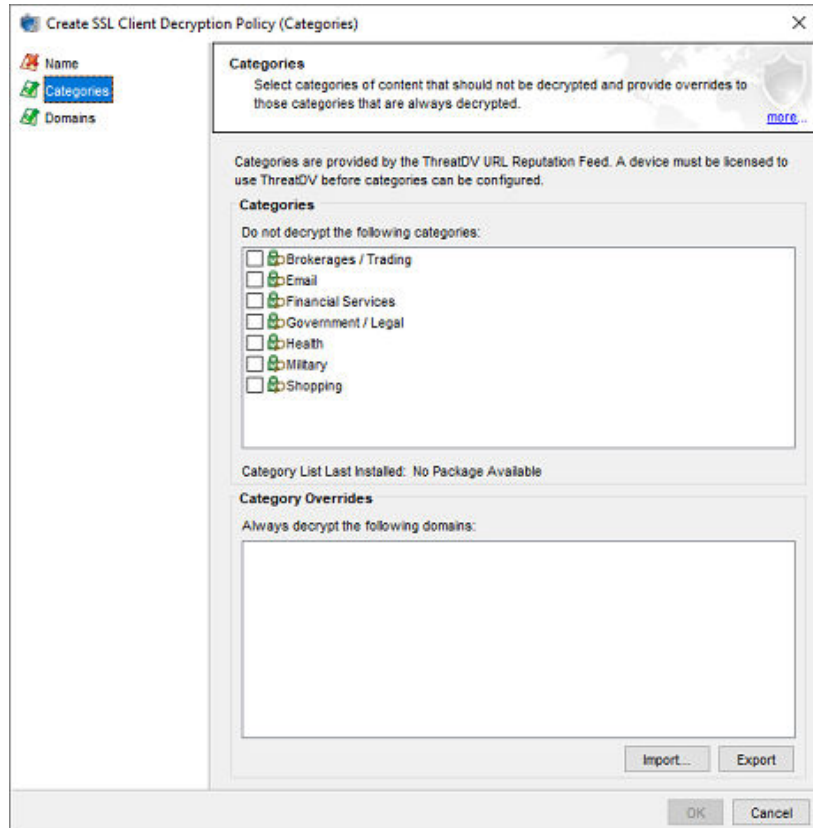 Create SSL Client Decryption Policy (Categories)
Name
Categories
Domains
Categories
Select categories of content that should not be decrypted and provide overrides to
those categories that are always decrypted.
more...
Categories are provided by the ThreatDV URL Reputation Feed. A device must be licensed to
use ThreatDV before categories can be configured.
Categories
Do not decrypt the following categories:
Brokerages / Trading
Email
Financial Services
Government / Legal
Health
Military
Shopping
Category List Last Installed: No Package Available
Category Overrides
Always decrypt the following domains:
Import... Export
OK Cancel